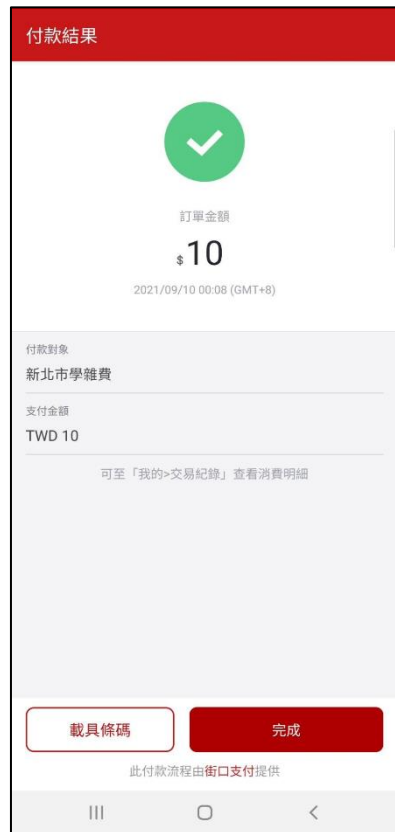 付款結果
訂單金額
$10
2021/09/10 00:08 (GMT+8)
付款對象
新北市學雜費
支付金額
TWD 10
可至「我的>交易紀錄」查看消費明細
載具條碼
完成
此付款流程由街口支付提供